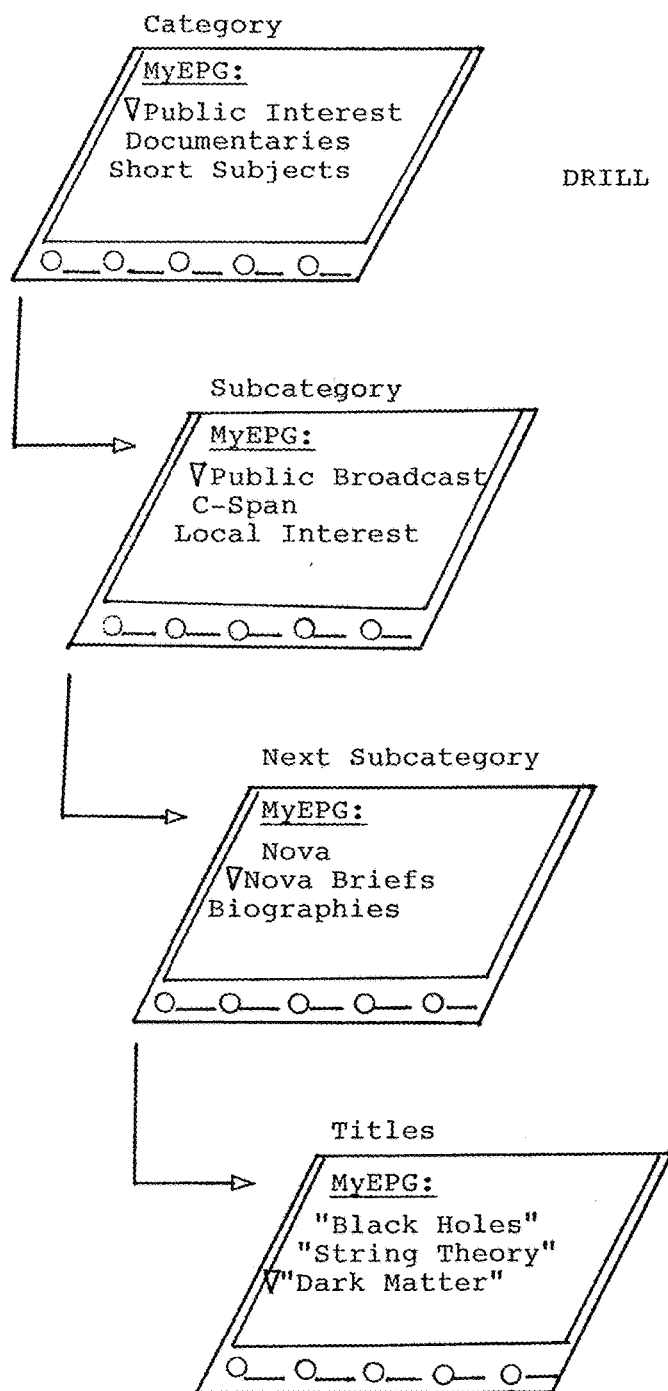 Category
MyEPG:
∇Public Interest
Documentaries
Short Subjects
DRILL
Subcategory
MyEPG:
∇Public Broadcast
C-Span
Local Interest
Next Subcategory
MyEPG:
Nova
∇Nova Briefs
Biographies
Titles
MyEPG:
"Black Holes"
"String Theory"
∇"Dark Matter"